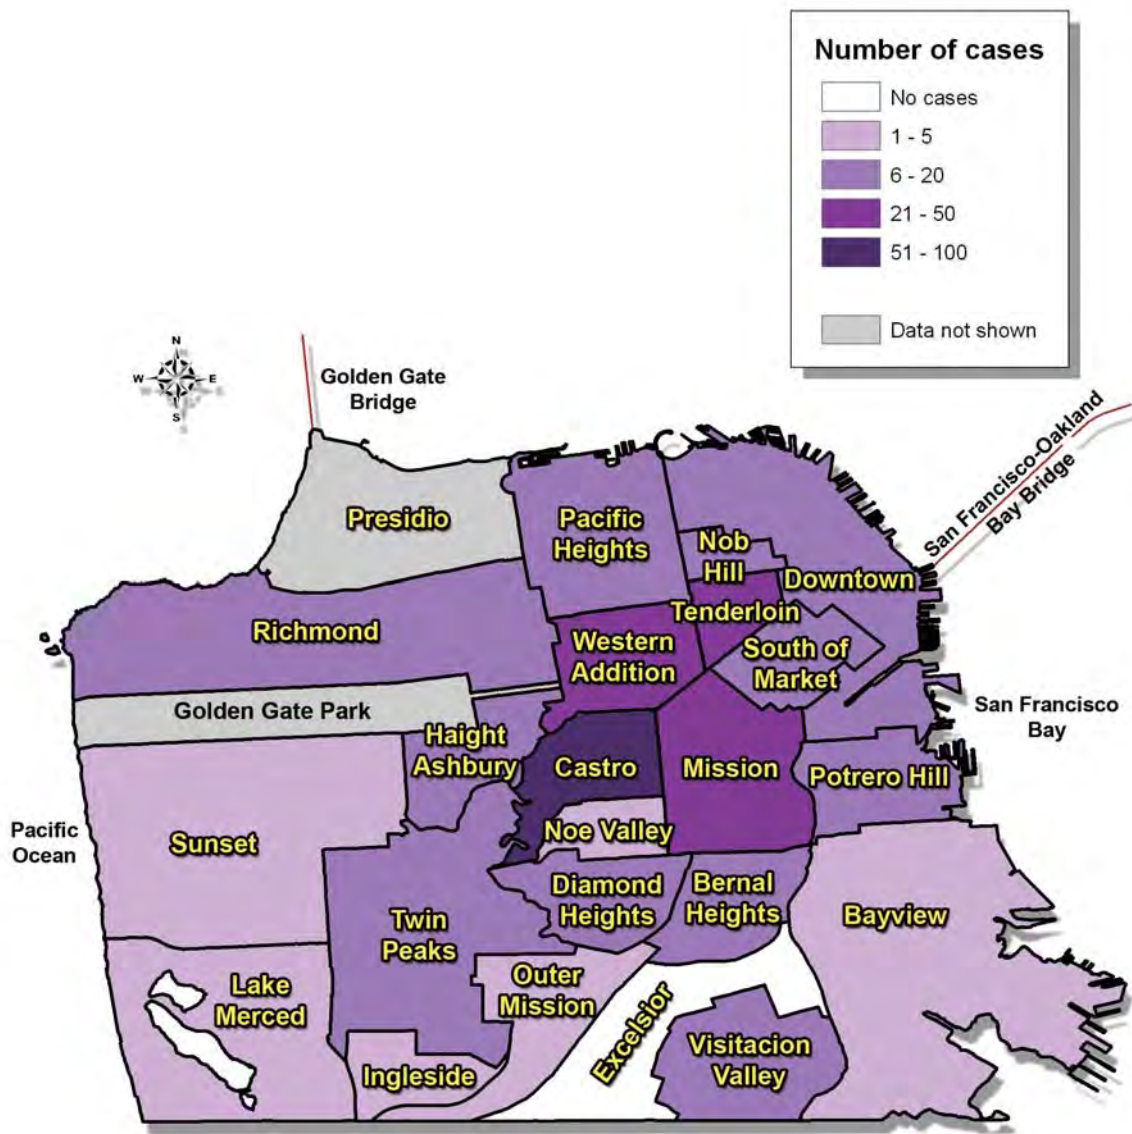 Number of cases
No cases
1 - 5
6 - 20
21 - 50
51 - 100
Data not shown
N
W E
S
Golden Gate
Bridge
San Francisco-Oakland
Bay Bridge
Presidio
Pacific
Heights
Nob
Hill
Downtown
Tenderloin
Richmond
Western
Addition
South of
Market
Golden Gate Park
San Francisco
Bay
Haight
Ashbury
Castro
Mission
Potrero Hill
Pacific
Ocean
Sunset
Noe Valley
Diamond
Heights
Bernal
Heights
Bayview
Twin
Peaks
Lake
Merced
Outer
Mission
Excelsior
Visitacion
Valley
Ingleside